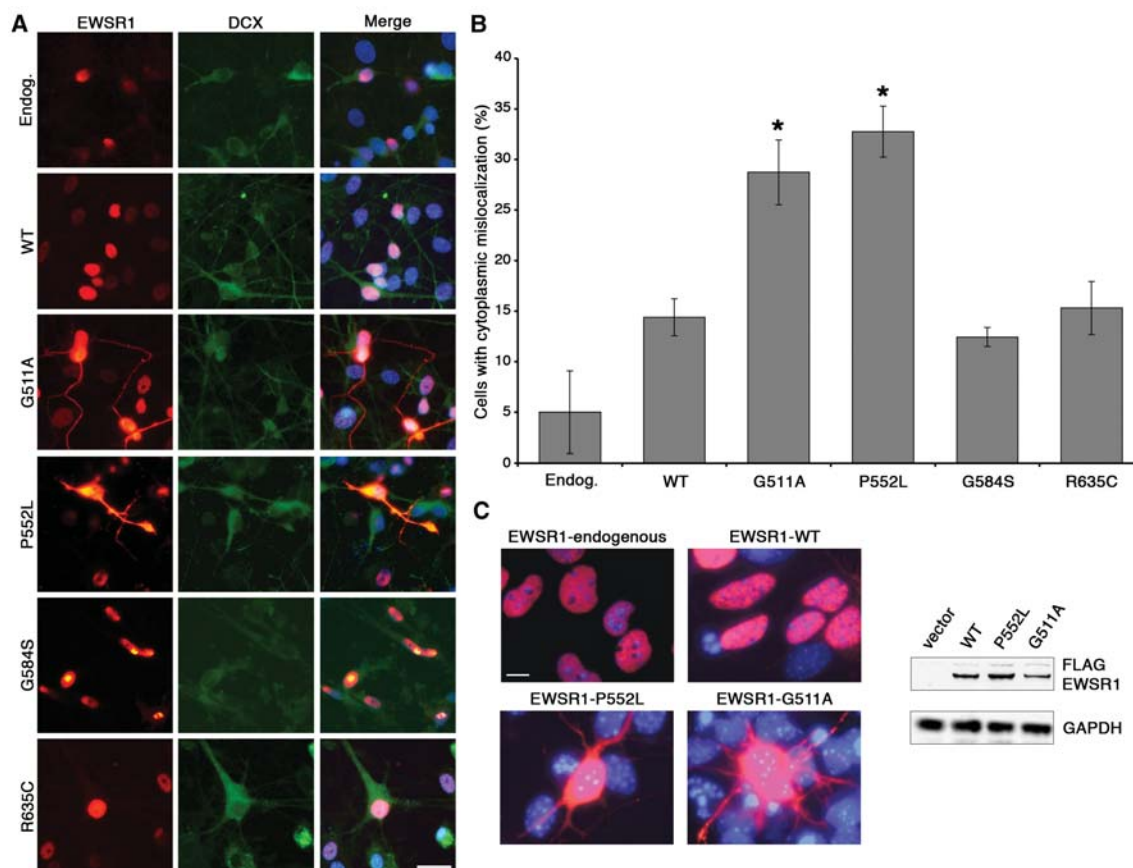 A
EWSR1 DCX Merge
Endog.
WT
G511A
P552L
G584S
R635C
B
Cells with cytoplasmic mislocalization (%)
40
35
30
25
20
15
10
5
0
* *
Endog. WT G511A P552L G584S R635C
C
EWSR1-endogenous EWSR1-WT
EWSR1-P552L EWSR1-G511A
vector WT P552L G511A
FLAG
EWSR1
GAPDH